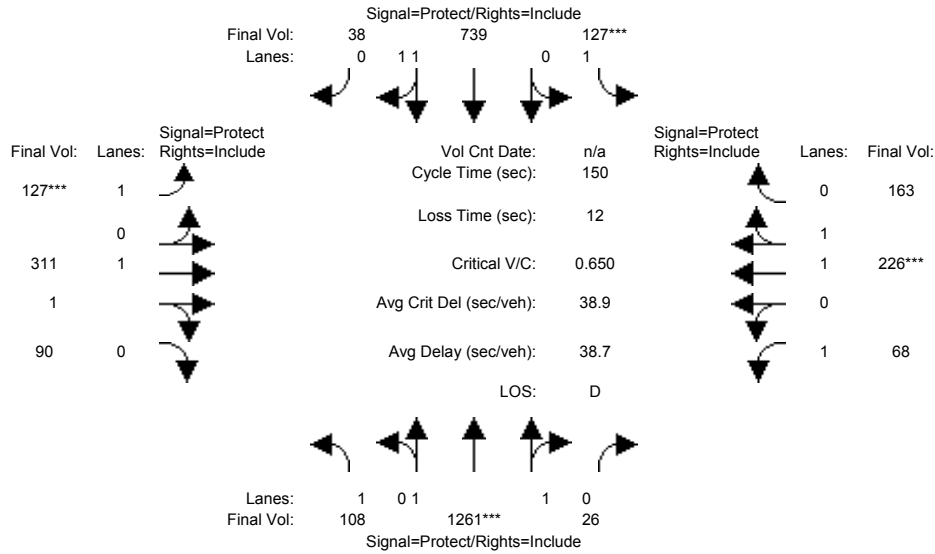 Signal=Protect/Rights=Include
Final Vol: 38 739 127***
Lanes: 0 1 1 0 1
Signal=Protect Signal=Protect
Final Vol: Lanes: Rights=Include Vol Cnt Date: n/a Rights=Include Lanes: Final Vol:
Cycle Time (sec): 150
127*** 1 0 163
Loss Time (sec): 12
0 1
311 1 Critical V/C: 0.650 1 226***
1 Avg Crit Del (sec/veh): 38.9 0
90 0 Avg Delay (sec/veh): 38.7 1 68
LOS: D
Lanes: 1 0 1 1 0
Final Vol: 108 1261*** 26
Signal=Protect/Rights=Include